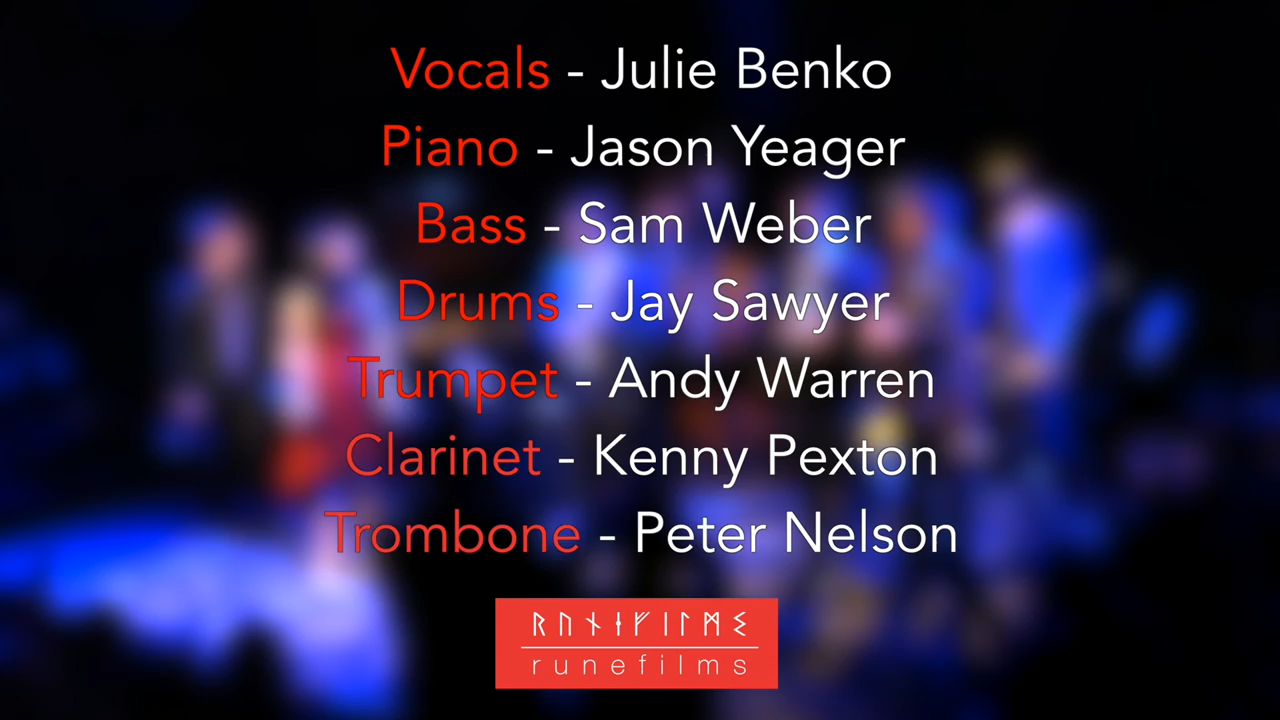 Vocals - Julie Benko
Piano - Jason Yeager
Bass - Sam Weber
Drums - Jay Sawyer
Trumpet - Andy Warren
Clarinet - Kenny Pexton
Trombone - Peter Nelson
runefilms